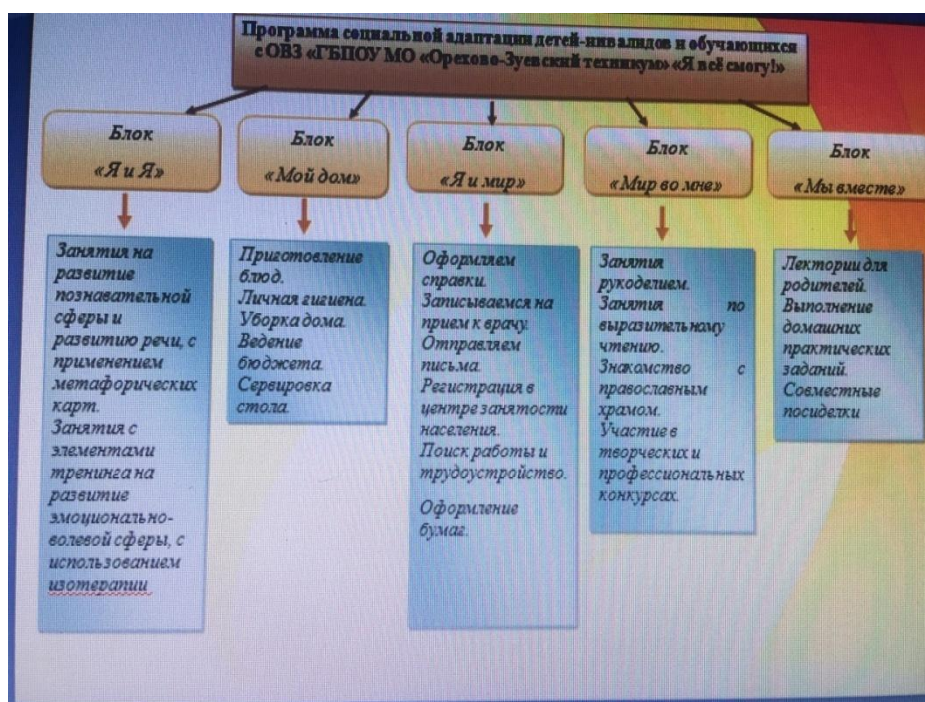 Программа социальной адаптации детей-инвалидов и обучающихся
с ОВЗ «ГБПОУ МО «Орехово-Зуевский техникум» «Я всё смогу!»
Блок
«Я и Я»
Блок
«Мой дом»
Блок
«Я и мир»
Блок
«Мир во мне»
Блок
«Мы вместе»
Занятия на
развитие
познавательной
сферы и
развитию речи, с
применением
метафорических
карт.
Занятия с
элементами
тренинга на
развитие
эмоционально-
волевой сферы, с
использованием
изотерапии
Приготовление
блюд.
Личная гигиена.
Уборка дома.
Ведение
бюджета.
Сервировка
стола.
Оформляем
справки.
Записываемся на
прием к врачу.
Отправляем
письма.
Регистрация в
центре занятости
населения.
Поиск работы и
трудоустройство.
Оформление
бумаг.
Занятия
рукоделием.
Занятия по
выразительному
чтению.
Знакомство с
православным
храмом.
Участие в
творческих и
профессиональных
конкурсах.
Лектории для
родителей.
Выполнение
домашних
практических
заданий.
Совместные
посиделки